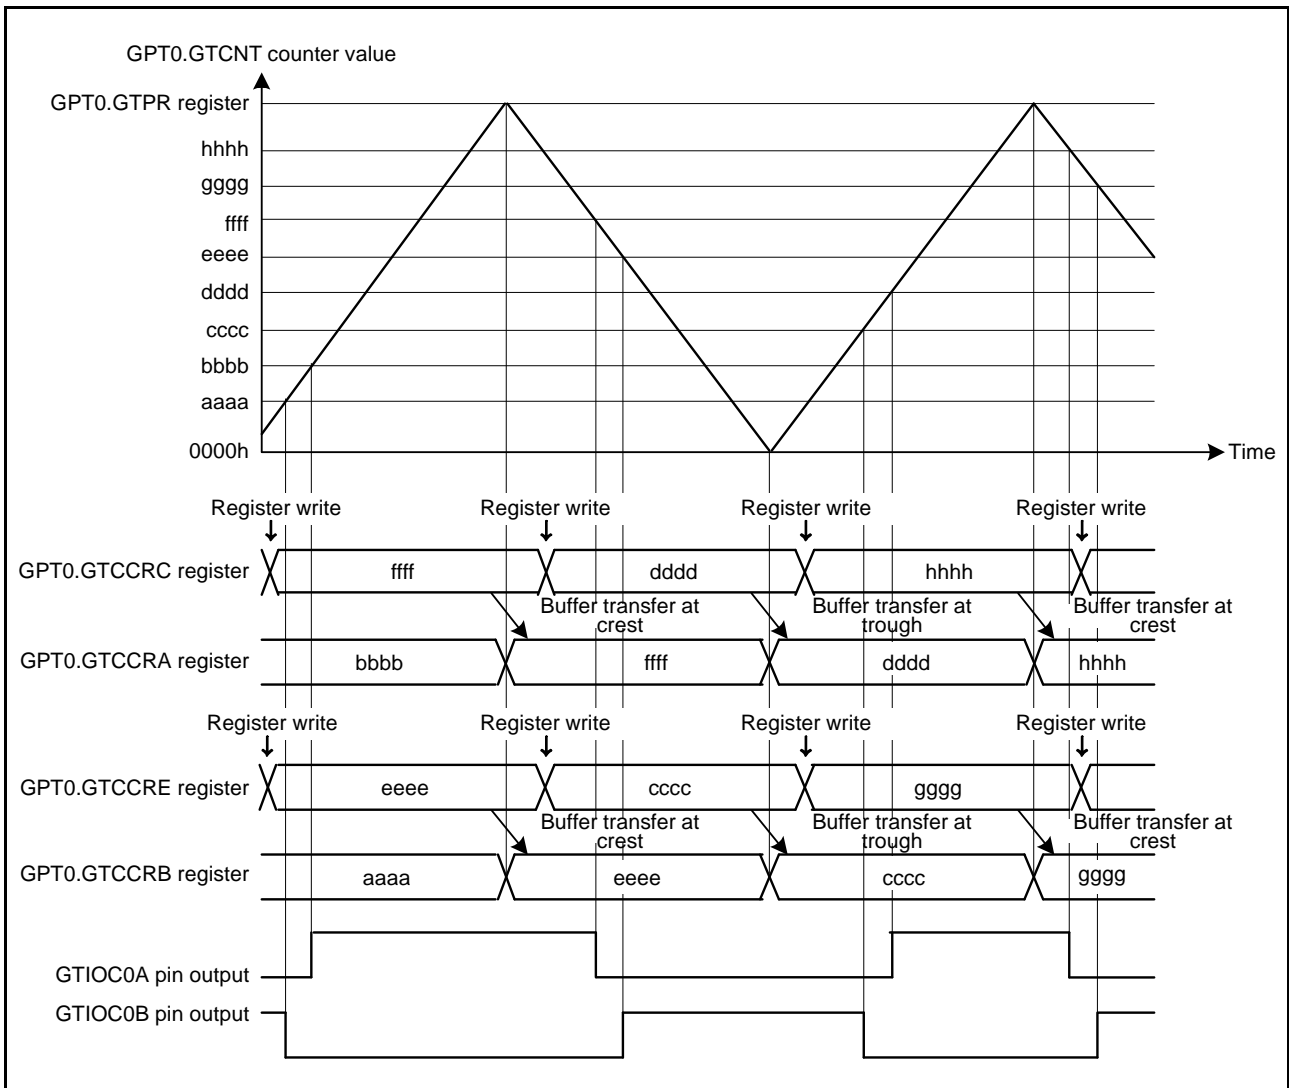 GPT0.GTCNT counter value
GPT0.GTPR register
hhhh
gggg
ffff
eeee
dddd
cccc
bbbb
aaaa
0000h
Time
Register write
Register write
Register write
Register write
GPT0.GTCCRC register
ffff
dddd
hhhh
Buffer transfer at
crest
Buffer transfer at
trough
Buffer transfer at
crest
GPT0.GTCCRA register
bbbb
ffff
dddd
hhhh
Register write
Register write
Register write
Register write
GPT0.GTCCRE register
eeee
cccc
gggg
Buffer transfer at
crest
Buffer transfer at
trough
Buffer transfer at
crest
GPT0.GTCCRB register
aaaa
eeee
cccc
gggg
GTIOC0A pin output
GTIOC0B pin output